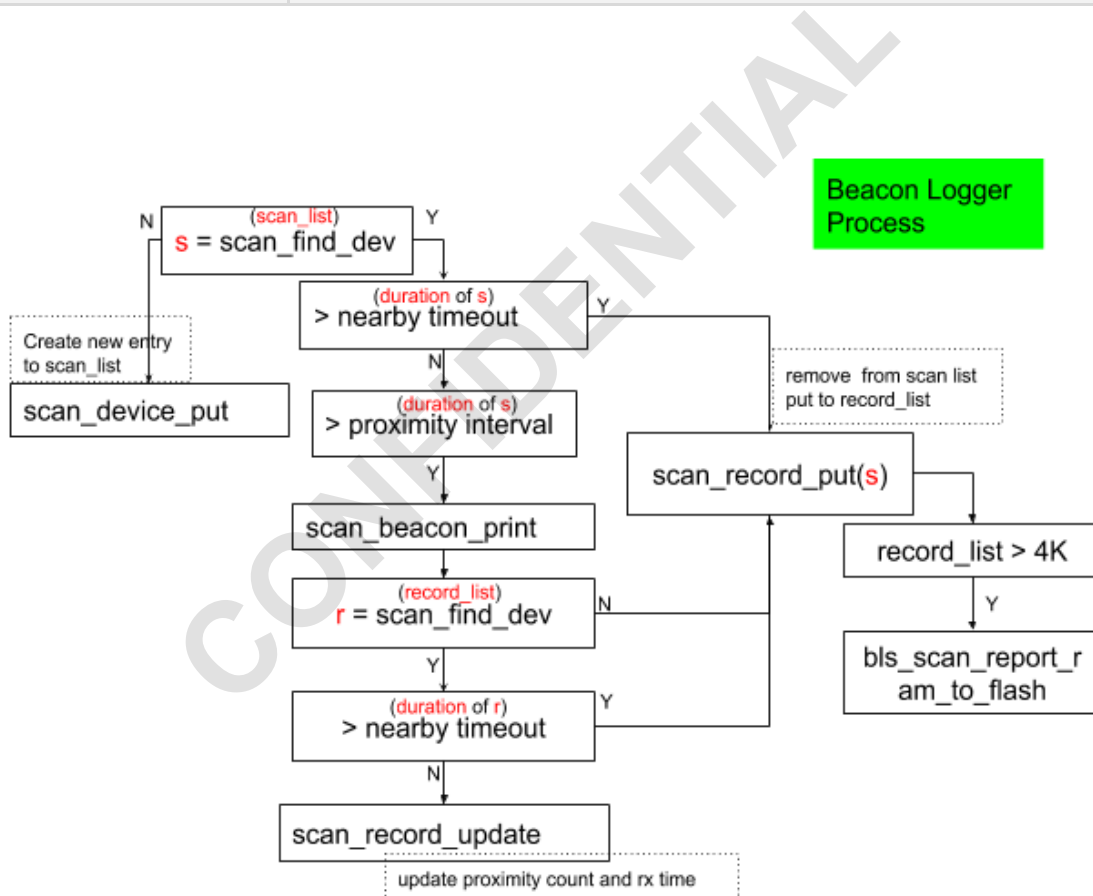 CONFIDENTIAL
Beacon Logger
Process
N
(scan_list)
s = scan_find_dev
Y
(duration of s)
> nearby timeout
Y
N
Create new entry
to scan_list
scan_device_put
remove from scan list
put to record_list
(duration of s)
> proximity interval
Y
scan_record_put(s)
scan_beacon_print
record_list > 4K
Y
(record_list)
r = scan_find_dev
N
Y
bls_scan_report_r
am_to_flash
(duration of r)
> nearby timeout
Y
N
scan_record_update
update proximity count and rx time